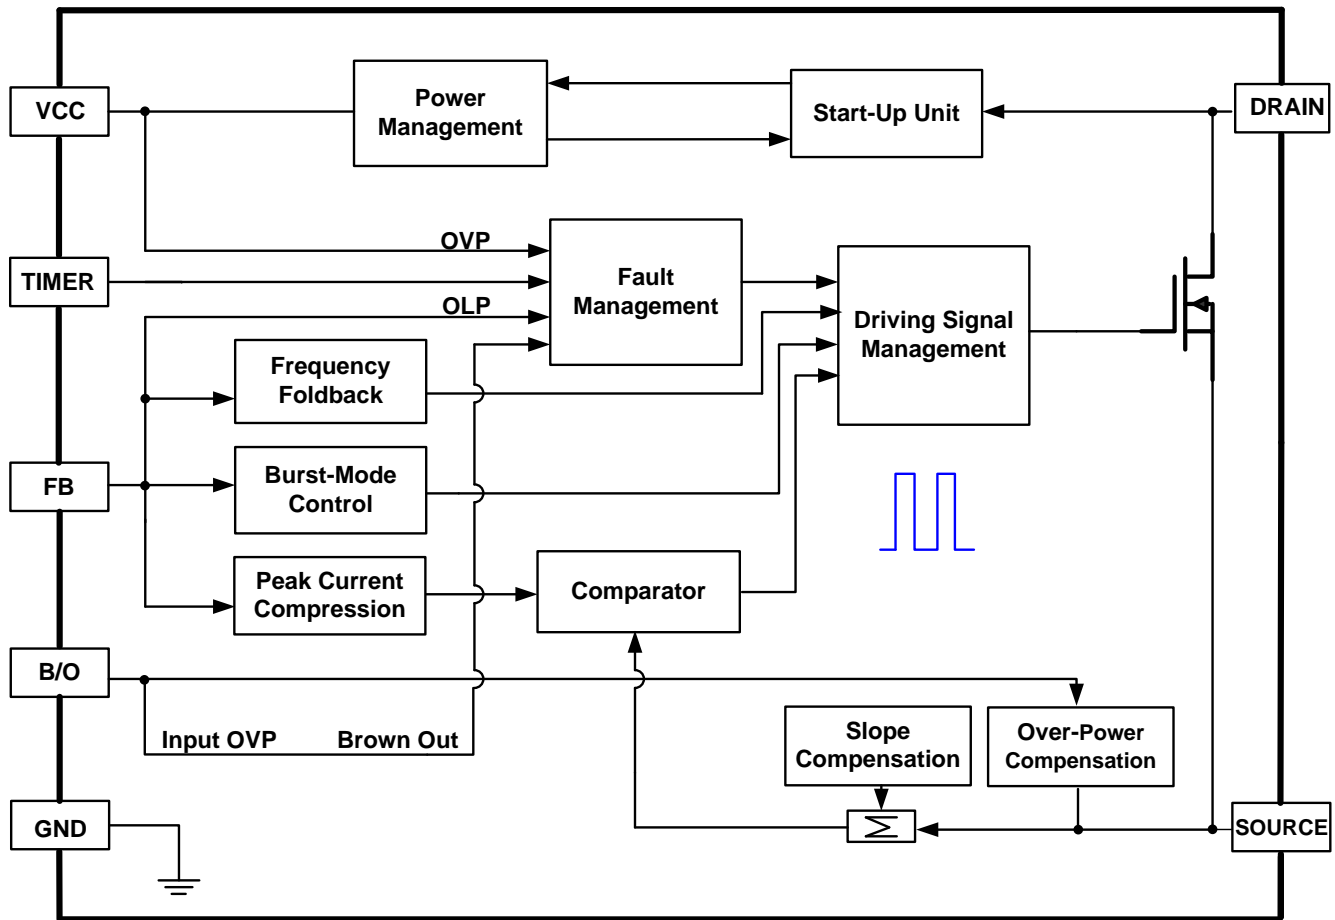 VCC
Power
Management
Start-Up Unit
DRAIN
OVP
TIMER
Fault
Management
OLP
Driving Signal
Management
Frequency
Foldback
FB
Burst-Mode
Control
Peak Current
Compression
Comparator
B/O
Input OVP
Brown Out
Slope
Compensation
Over-Power
Compensation
GND
Σ
SOURCE